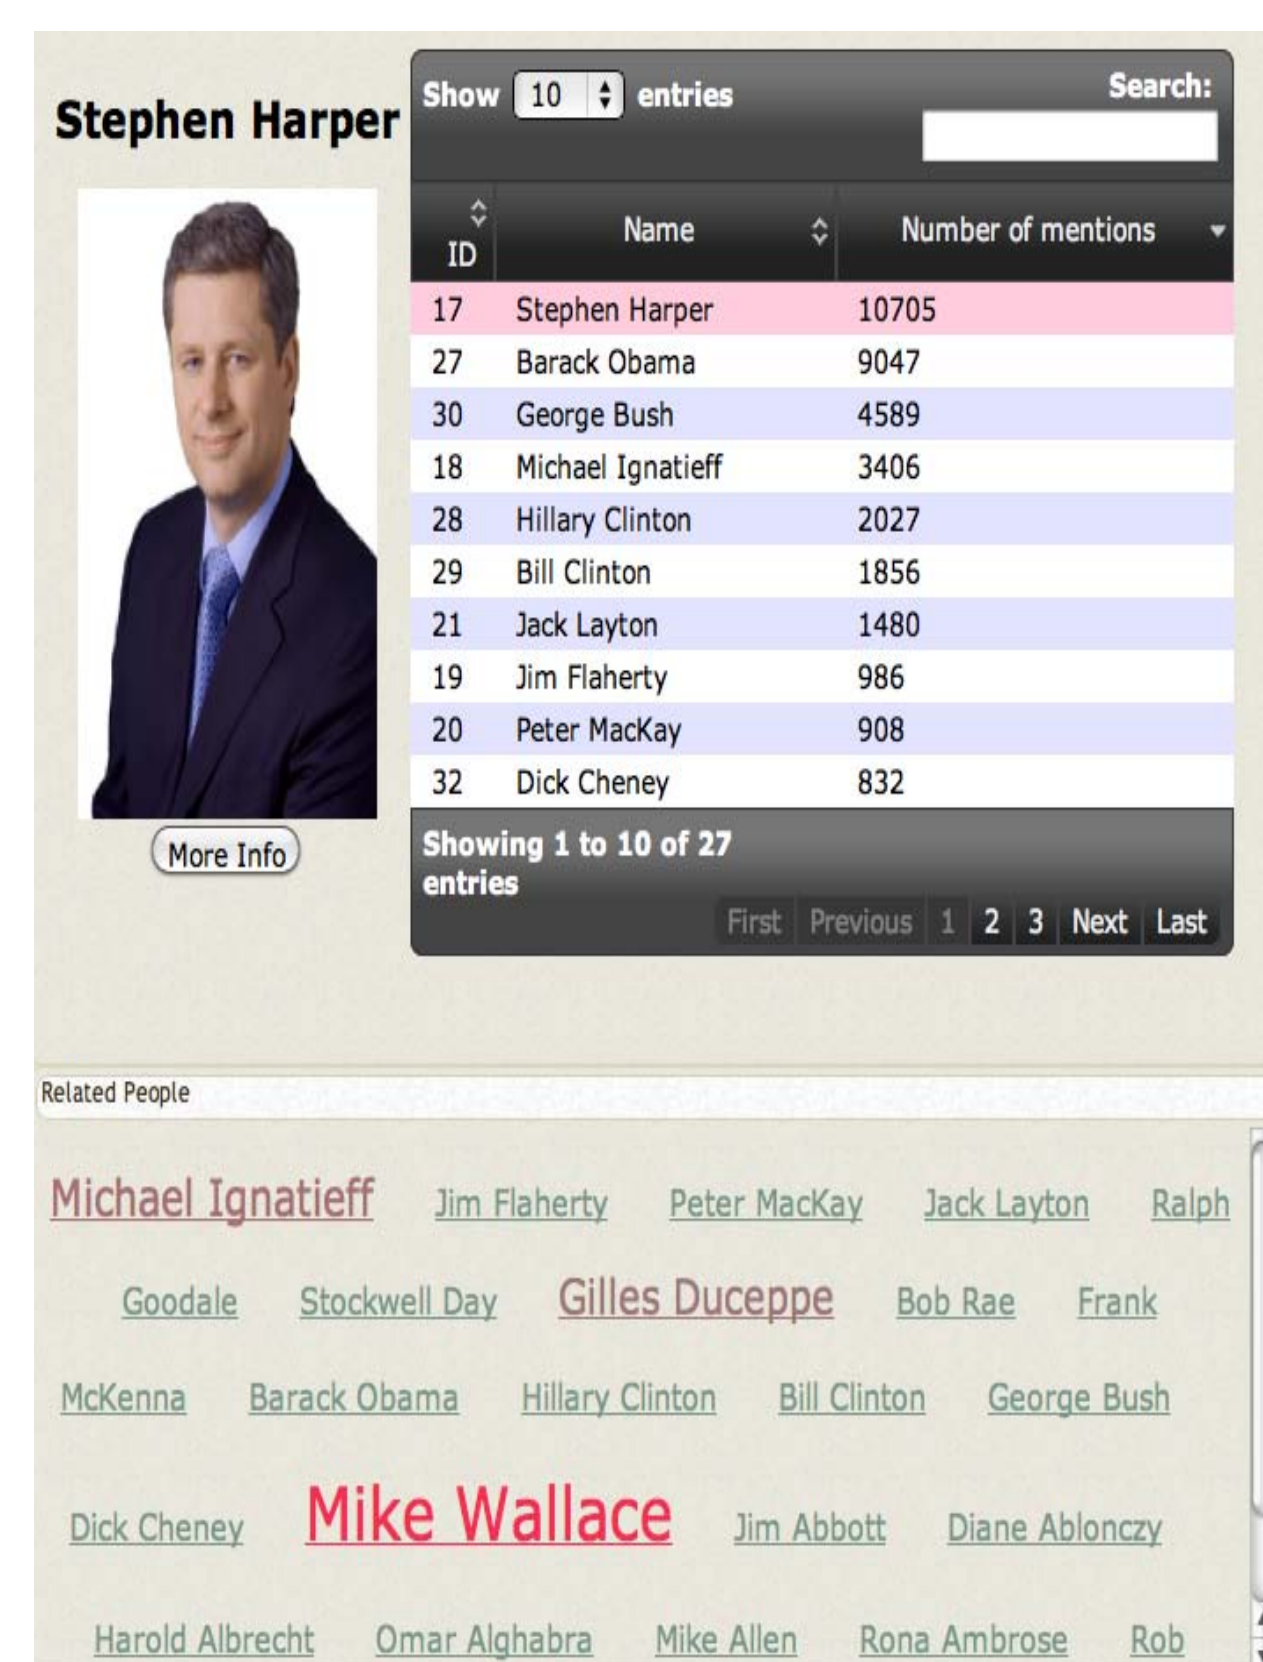 Stephen Harper
More Info
Show 10 entries
Search:
ID Name Number of mentions
17 Stephen Harper 10705
27 Barack Obama 9047
30 George Bush 4589
18 Michael Ignatieff 3406
28 Hillary Clinton 2027
29 Bill Clinton 1856
21 Jack Layton 1480
19 Jim Flaherty 986
20 Peter MacKay 908
32 Dick Cheney 832
Showing 1 to 10 of 27
entries
First Previous 1 2 3 Next Last
Related People
Michael Ignatieff Jim Flaherty Peter MacKay Jack Layton Ralph
Goodale Stockwell Day Gilles Duceppe Bob Rae Frank
McKenna Barack Obama Hillary Clinton Bill Clinton George Bush
Dick Cheney Mike Wallace Jim Abbott Diane Ablonczy
Harold Albrecht Omar Alghabra Mike Allen Rona Ambrose Rob